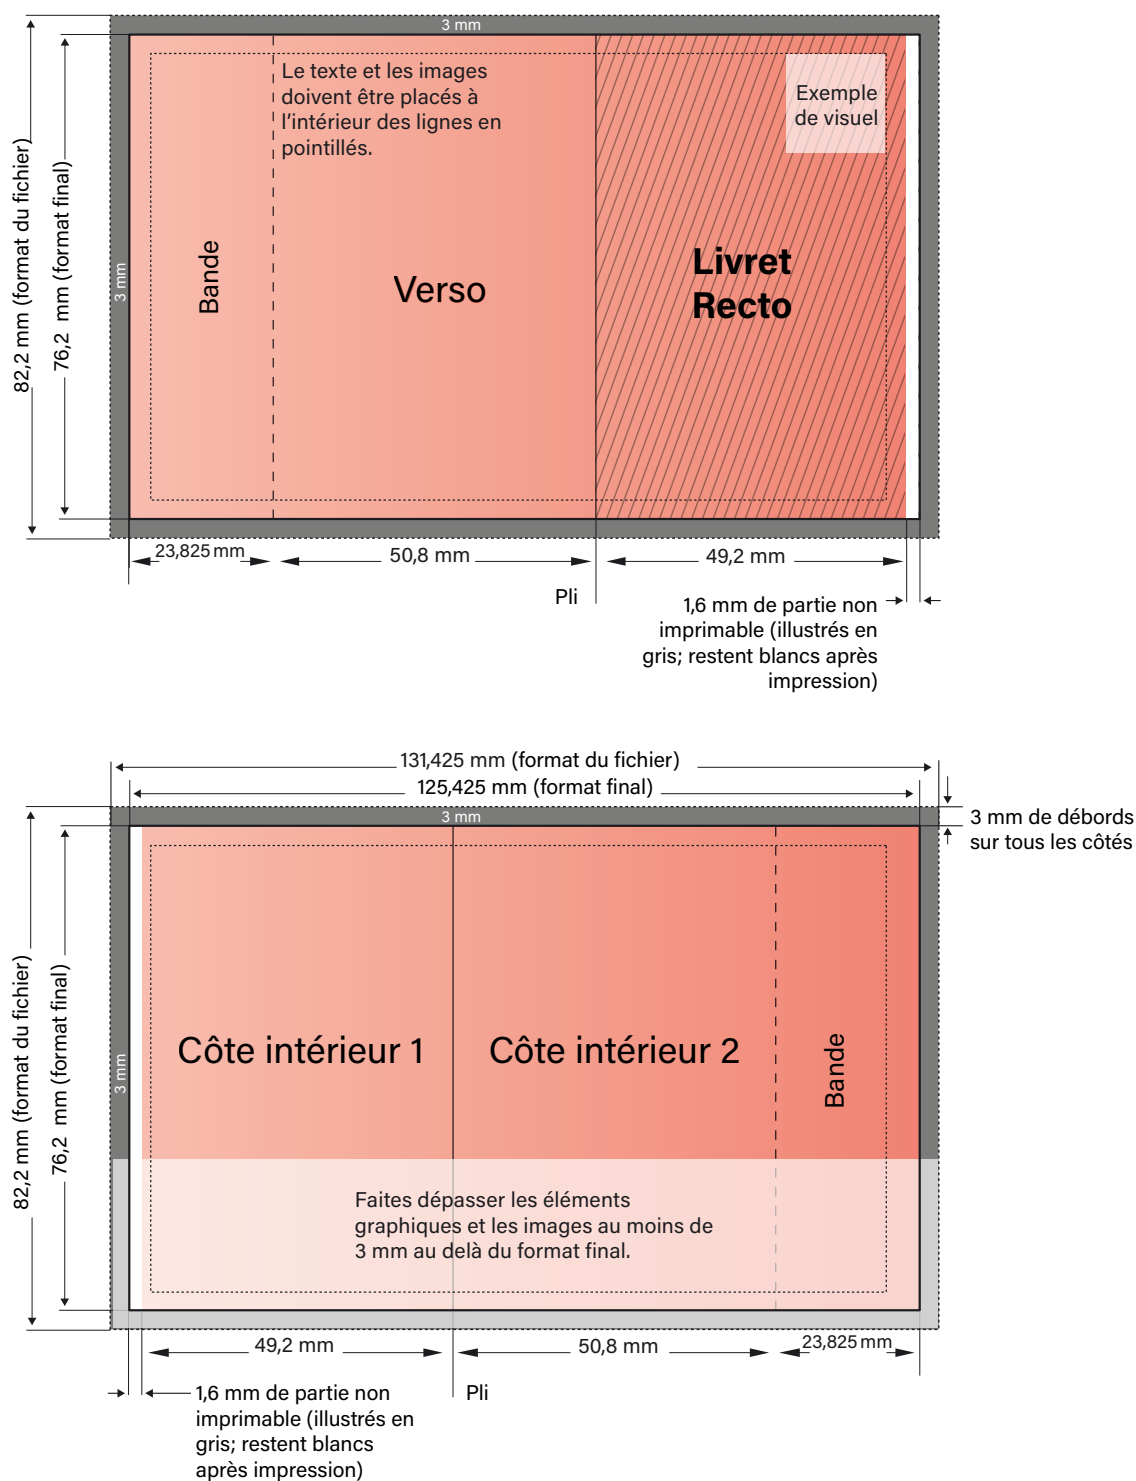 3 mm
82,2 mm (format du fichier)
76,2 mm (format final)
3 mm
Le texte et les images
doivent être placés à
l'intérieur des lignes en
pointillés.
Exemple
de visuel
Bande
Verso
Livret
Recto
23,825 mm
50,8 mm
49,2 mm
Pli
1,6 mm de partie non
imprimable (illustrés en
gris; restent blancs après
impression)
131,425 mm (format du fichier)
125,425 mm (format final)
3 mm
3 mm de débords
sur tous les côtés
82,2 mm (format du fichier)
76,2 mm (format final)
3 mm
Côte intérieur 1
Côte intérieur 2
Bande
Faites dépasser les éléments
graphiques et les images au moins de
3 mm au delà du format final.
49,2 mm
50,8 mm
23,825 mm
1,6 mm de partie non
imprimable (illustrés en
gris; restent blancs
après impression)
Pli